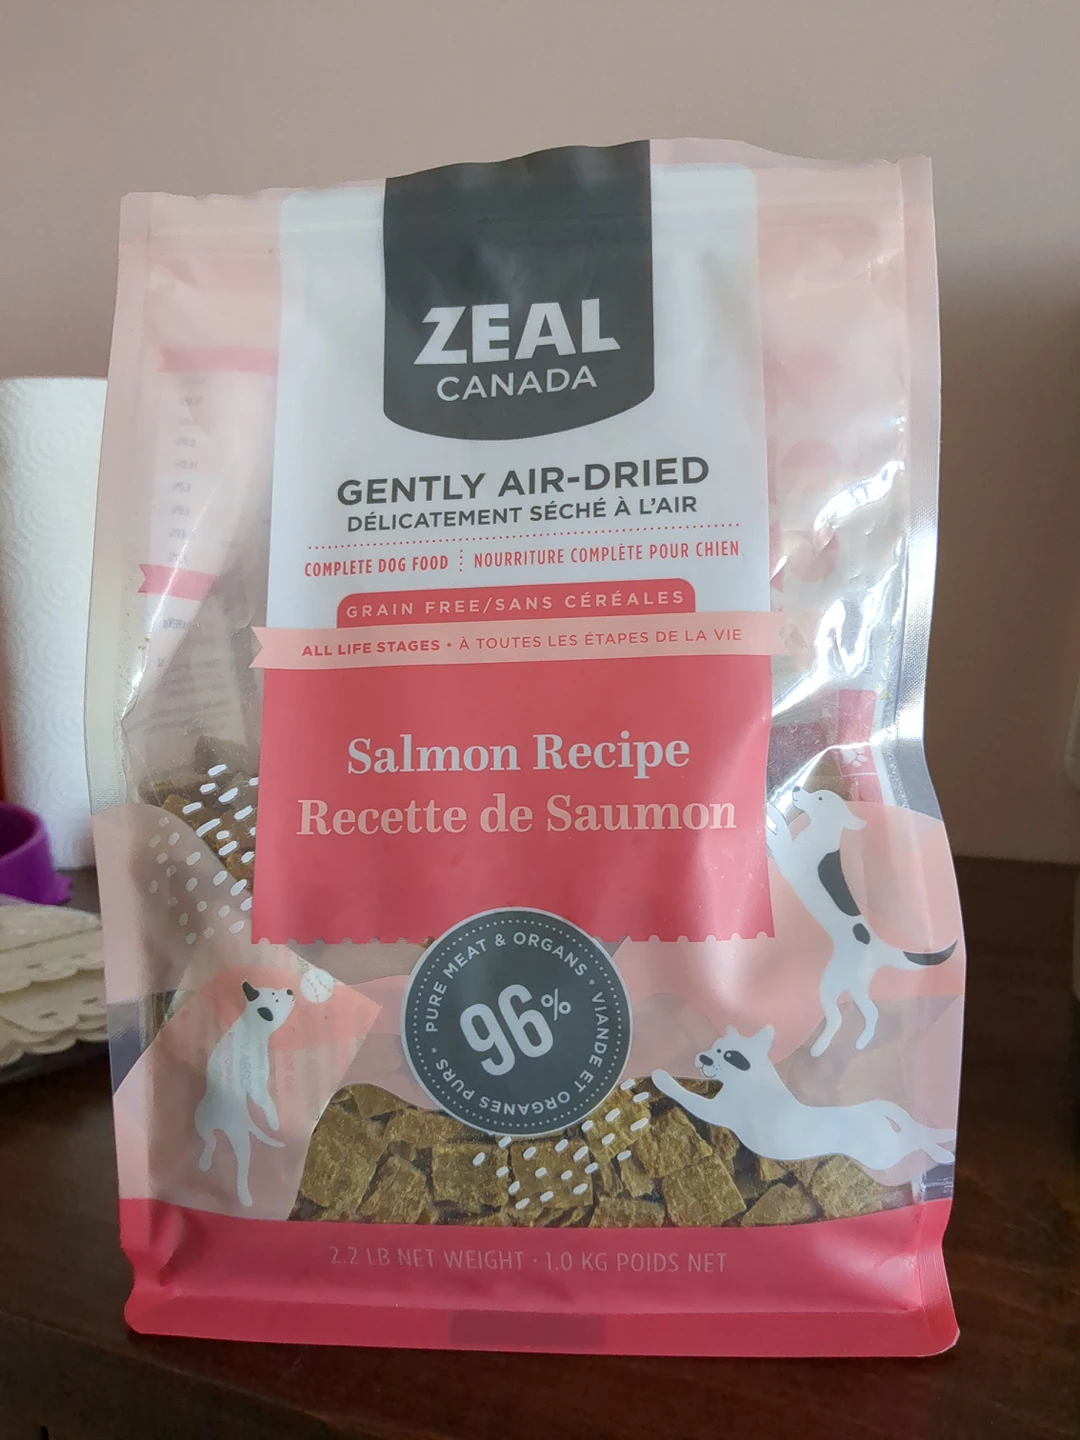 ZEAL
CANADA
GENTLY AIR-DRIED
DÉLICATEMENT SÉCHÉ À L'AIR
COMPLETE DOG FOOD
NOURRITURE COMPLÈTE POUR CHIEN
GRAIN FREE/SANS CÉRÉALES
ALL LIFE STAGES • À TOUTES LES ÉTAPES DE LA VIE
Salmon Recipe
Recette de Saumon
PURE MEAT & ORGANS • VIANDE ET ORGANES PURS •
96%
2.2 LB NET WEIGHT · 1.0 KG POIDS NET